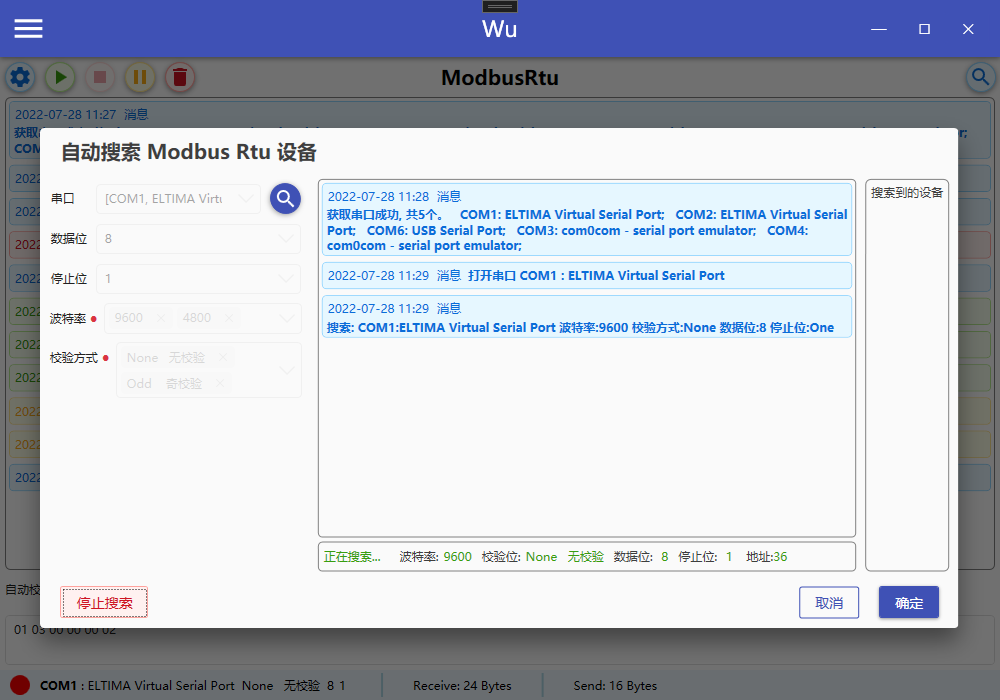 Wu
ModbusRtu
2022-07-28 11:27 消息
获取
COM
自动搜索 Modbus Rtu 设备
串口 [COM1, ELTIMA Virtu
数据位 8
停止位 1
波特率 ● 9600 × 4800 ×
校验方式 ● None 无校验 ×
Odd 奇校验 ×
2022-07-28 11:28 消息
获取串口成功, 共5个。 COM1: ELTIMA Virtual Serial Port; COM2: ELTIMA Virtual Serial
Port; COM6: USB Serial Port; COM3: com0com - serial port emulator; COM4:
com0com - serial port emulator;
2022-07-28 11:29 消息 打开串口 COM1 : ELTIMA Virtual Serial Port
2022-07-28 11:29 消息
搜索: COM1:ELTIMA Virtual Serial Port 波特率:9600 校验方式:None 数据位:8 停止位:One
搜索到的设备
正在搜索... 波特率: 9600 校验位: None 无校验 数据位: 8 停止位: 1 地址:36
停止搜索
取消
确定
2022
2022
2022
2022
2022
2022
2022
2022
2022
2022
自动校
01 03 00 00 00 02
COM1 : ELTIMA Virtual Serial Port None 无校验 8 1
Receive: 24 Bytes
Send: 16 Bytes